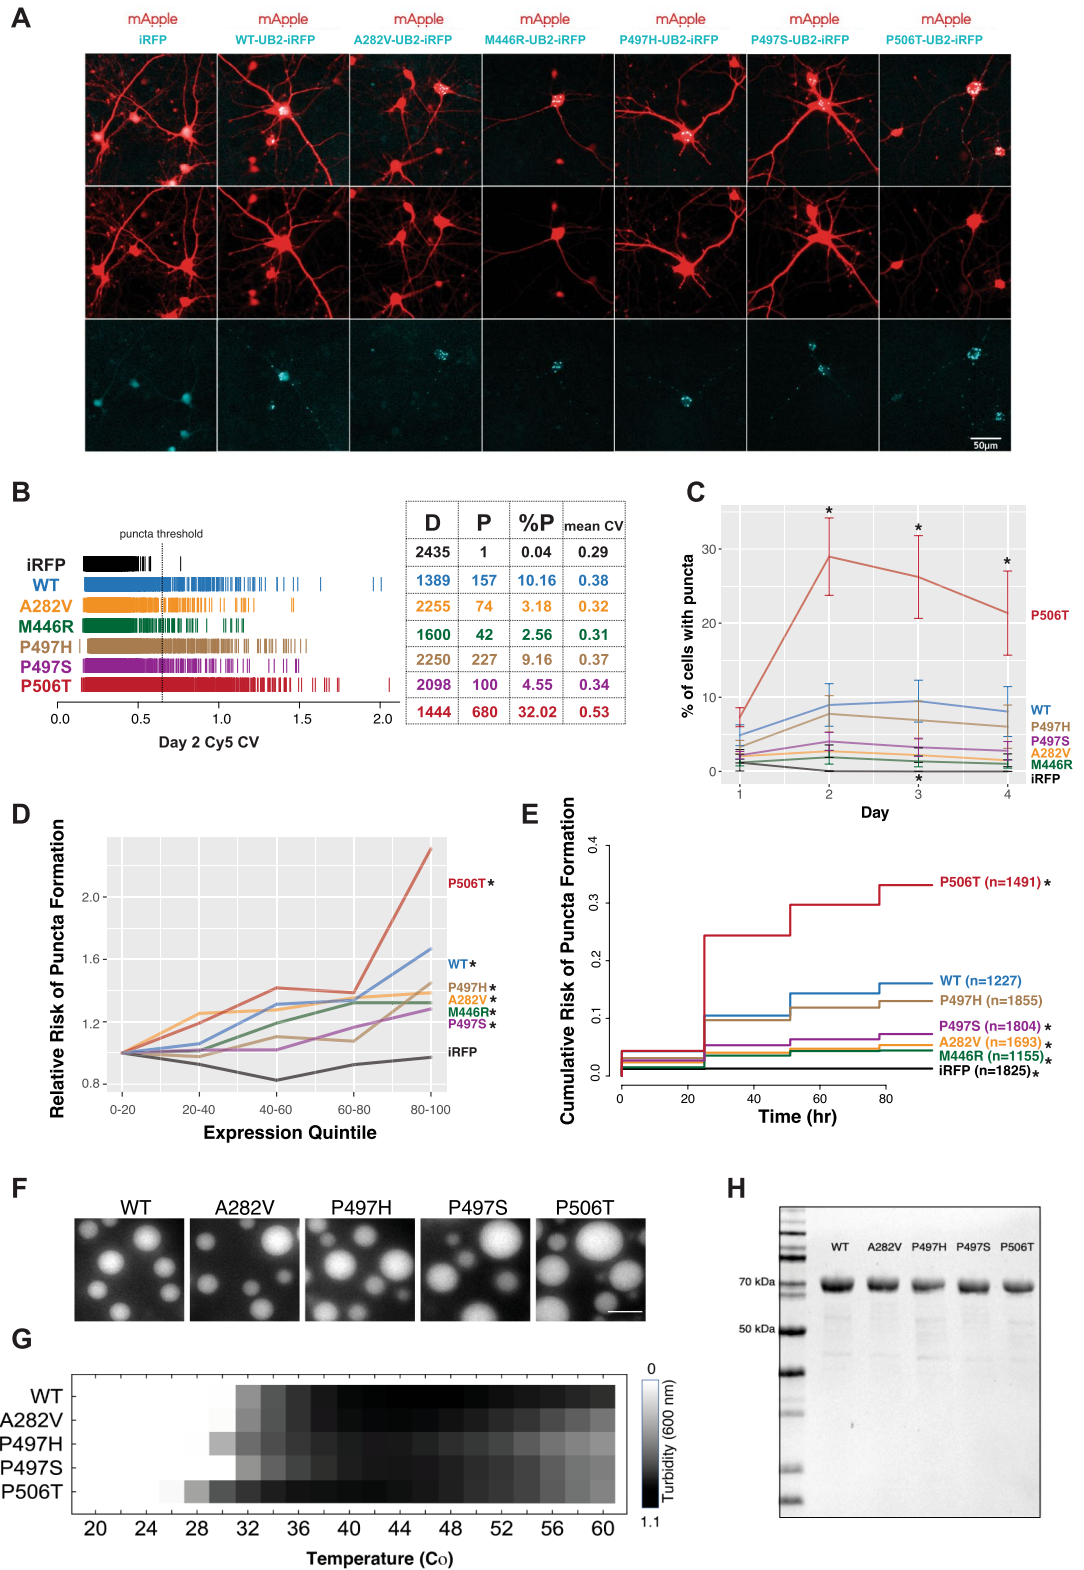 A
mApple mApple mApple mApple mApple mApple mApple
iRFP WT-UB2-iRFP A282V-UB2-iRFP M446R-UB2-iRFP P497H-UB2-iRFP P497S-UB2-iRFP P506T-UB2-iRFP
50µm
B
puncta threshold
iRFP
WT
A282V
M446R
P497H
P497S
P506T
0.0 0.5 1.0 1.5 2.0
Day 2 Cy5 CV
D P %P mean CV
2435 1 0.04 0.29
1389 157 10.16 0.38
2255 74 3.18 0.32
1600 42 2.56 0.31
2250 227 9.16 0.37
2098 100 4.55 0.34
1444 680 32.02 0.53
C
% of cells with puncta
30
20
10
0
* * *
*
P506T
WT
P497H
P497S
A282V
M446R
iRFP
1 2 3 4
Day
D
Relative Risk of Puncta Formation
2.0
1.6
1.2
0.8
P506T *
WT *
P497H *
A282V *
M446R *
P497S *
iRFP
0-20 20-40 40-60 60-80 80-100
Expression Quintile
E
Cumulative Risk of Puncta Formation
0.4
0.3
0.2
0.1
0.0
P506T (n=1491) *
WT (n=1227)
P497H (n=1855)
P497S (n=1804) *
A282V (n=1693) *
M446R (n=1155) *
iRFP (n=1825) *
0 20 40 60 80
Time (hr)
F
WT A282V P497H P497S P506T
G
WT
A282V
P497H
P497S
P506T
20 24 28 32 36 40 44 48 52 56 60
Temperature (Co)
0
Turbidity (600 nm)
1.1
H
WT A282V P497H P497S P506T
70 kDa
50 kDa